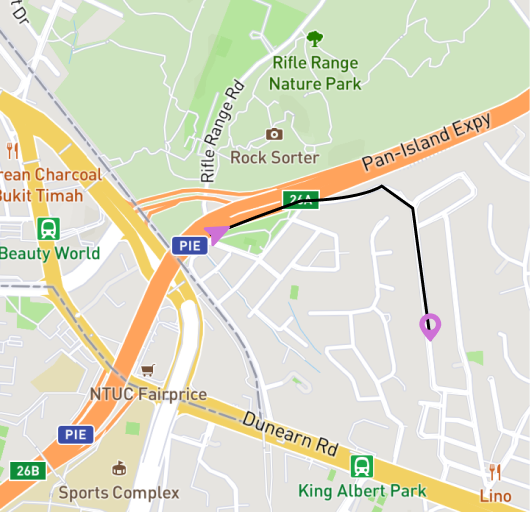 t Dr
Rifle Range
Nature Park
Rifle Range Rd
Pan-Island Expy
Rock Sorter
rean Charcoal
Bukit Timah
26A
PIE
Beauty World
NTUC Fairprice
PIE
Dunearn Rd
26B
Sports Complex
King Albert Park
Lino